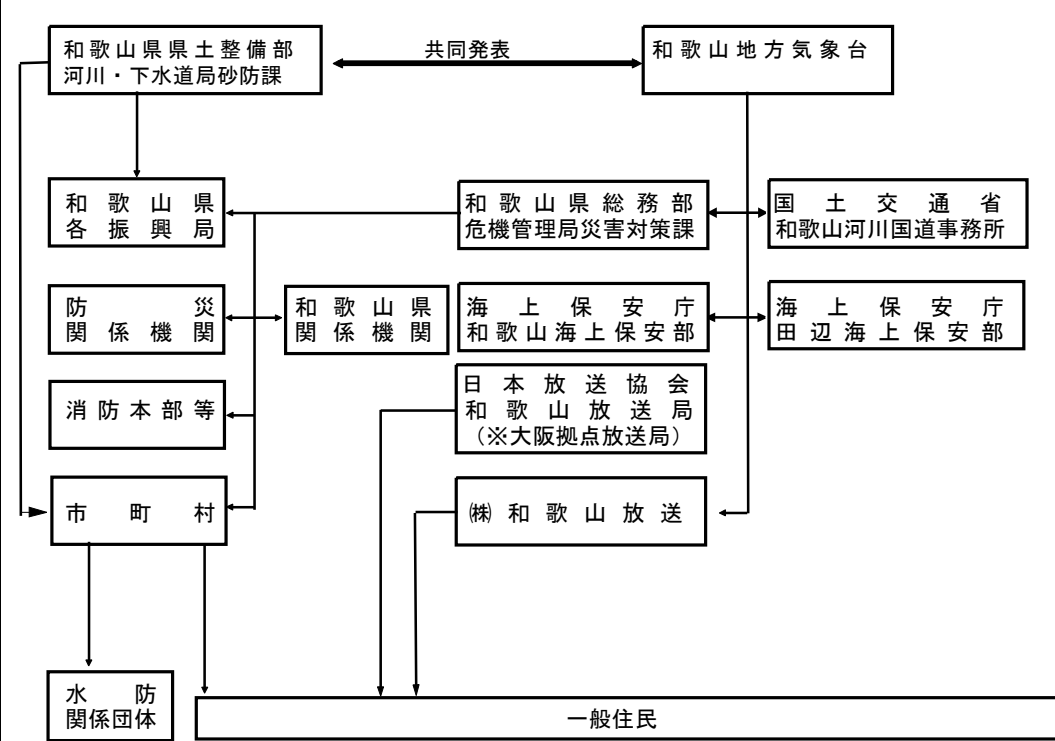 和歌山県県土整備部
河川・下水道局砂防課
共同発表
和歌山地方気象台
和歌山県
各振興局
和歌山県総務部
危機管理局災害対策課
国土交通省
和歌山河川国道事務所
防災
関係機関
和歌山県
関係機関
海上保安庁
和歌山海上保安部
海上保安庁
田辺海上保安部
消防本部等
日本放送協会
和歌山放送局
(※大阪拠点放送局)
市町村
㈱和歌山放送
水防
関係団体
一般住民